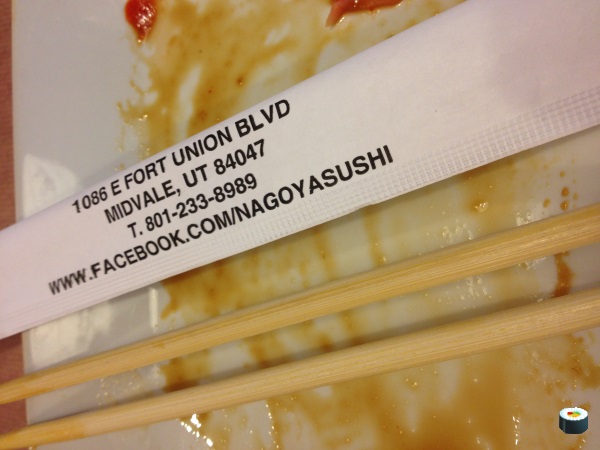 1086 E FORT UNION BLVD
MIDVALE, UT 84047
T. 801-233-8989
WWW.FACEBOOK.COM/NAGOYASUSHI